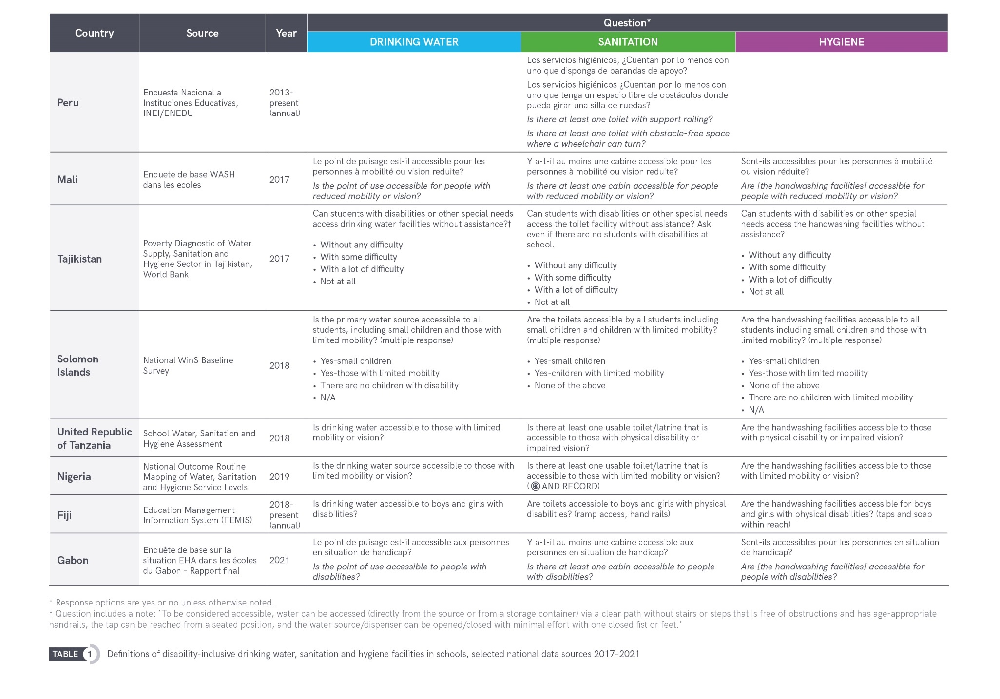 Country
Source
Year
Question*
DRINKING WATER
SANITATION
HYGIENE
Peru
Encuesta Nacional a
Instituciones Educativas,
INEI/ENEDU
2013-
present
(annual)
Los servicios higiénicos, ¿Cuentan por lo menos con
uno que disponga de barandas de apoyo?
Los servicios higiénicos ¿Cuentan por lo menos con
uno que tenga un espacio libre de obstáculos donde
pueda girar una silla de ruedas?
Is there at least one toilet with support railing?
Is there at least one toilet with obstacle-free space
where a wheelchair can turn?
Mali
Enquete de base WASH
dans les ecoles
2017
Le point de puisage est-il accessible pour les
personnes à mobilité ou vision reduite?
Is the point of use accessible for people with
reduced mobility or vision?
Y a-t-il au moins une cabine accessible pour les
personnes à mobilité ou vision reduite?
Is there at least one cabin accessible for people
with reduced mobility or vision?
Sont-ils accessibles pour les personnes à mobilité
ou vision réduite?
Are [the handwashing facilities] accessible for
people with reduced mobility or vision?
Tajikistan
Poverty Diagnostic of Water
Supply, Sanitation and
Hygiene Sector in Tajikistan,
World Bank
2017
Can students with disabilities or other special needs
access drinking water facilities without assistance?†
• Without any difficulty
• With some difficulty
• With a lot of difficulty
• Not at all
Can students with disabilities or other special needs
access the toilet facility without assistance? Ask
even if there are no students with disabilities at
school.
• Without any difficulty
• With some difficulty
• With a lot of difficulty
• Not at all
Can students with disabilities or other special
needs access the handwashing facilities without
assistance?
• Without any difficulty
• With some difficulty
• With a lot of difficulty
• Not at all
Solomon
Islands
National WinS Baseline
Survey
2018
Is the primary water source accessible to all
students, including small children and those with
limited mobility? (multiple response)
• Yes-small children
• Yes-those with limited mobility
• There are no children with disability
• N/A
Are the toilets accessible by all students including
small children and children with limited mobility?
(multiple response)
• Yes-small children
• Yes-children with limited mobility
• None of the above
Are the handwashing facilities accessible to all
students including small children and those with
limited mobility? (multiple response)
• Yes-small children
• Yes-those with limited mobility
• None of the above
• There are no children with limited mobility
• N/A
United Republic
of Tanzania
School Water, Sanitation and
Hygiene Assessment
2018
Is drinking water accessible to those with limited
mobility or vision?
Is there at least one usable toilet/latrine that is
accessible to those with physical disability or
impaired vision?
Are the handwashing facilities accessible to those
with physical disability or impaired vision?
Nigeria
National Outcome Routine
Mapping of Water, Sanitation
and Hygiene Service Levels
2019
Is the drinking water source accessible to those with
limited mobility or vision?
Is there at least one usable toilet/latrine that is
accessible to those with limited mobility or vision?
( AND RECORD)
Are the handwashing facilities accessible to those
with limited mobility or vision?
Fiji
Education Management
Information System (FEMIS)
2018-
present
(annual)
Is drinking water accessible to boys and girls with
disabilities?
Are toilets accessible to boys and girls with physical
disabilities? (ramp access, hand rails)
Are the handwashing facilities accessible for boys
and girls with physical disabilities? (taps and soap
within reach)
Gabon
Enquête de base sur la
situation EHA dans les écoles
du Gabon – Rapport final
2021
Le point de puisage est-il accessible aux personnes
en situation de handicap?
Is the point of use accessible to people with
disabilities?
Y a-t-il au moins une cabine accessible aux
personnes en situation de handicap?
Is there at least one cabin accessible to people
with disabilities?
Sont-ils accessibles pour les personnes en situation
de handicap?
Are [the handwashing facilities] accessible for
people with disabilities?
* Response options are yes or no unless otherwise noted.
† Question includes a note: ‘To be considered accessible, water can be accessed (directly from the source or from a storage container) via a clear path without stairs or steps that is free of obstructions and has age-appropriate
handrails, the tap can be reached from a seated position, and the water source/dispenser can be opened/closed with minimal effort with one closed fist or feet.’
TABLE 1 Definitions of disability-inclusive drinking water, sanitation and hygiene facilities in schools, selected national data sources 2017–2021